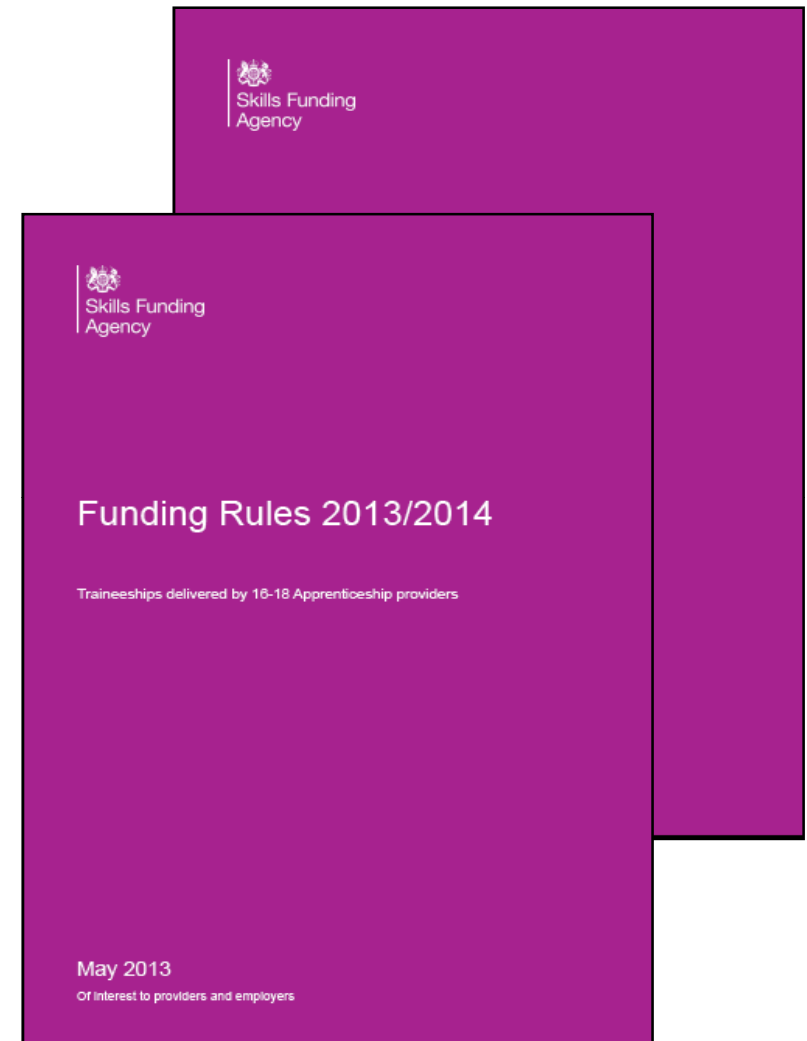 Skills Funding
Agency
Skills Funding
Agency
Funding Rules 2013/2014
Traineeships delivered by 16-18 Apprenticeship providers
May 2013
Of interest to providers and employers